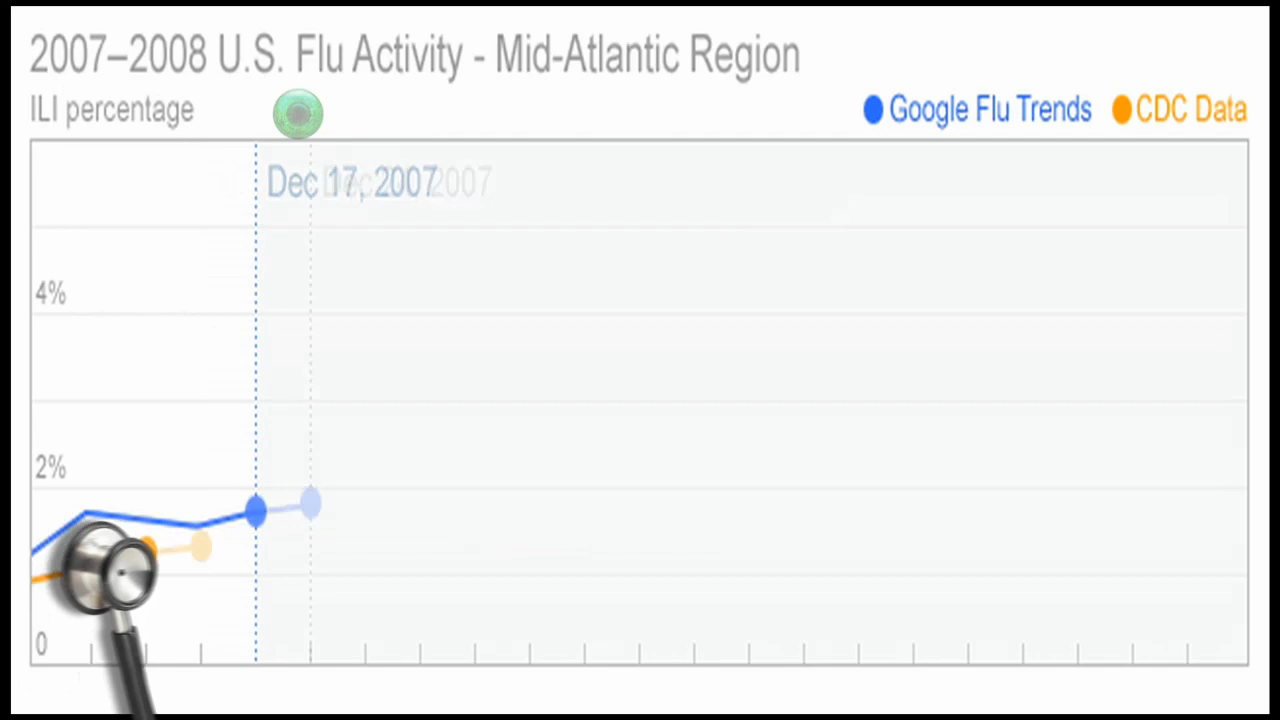 2007–2008 U.S. Flu Activity - Mid-Atlantic Region
ILI percentage
Google Flu Trends
CDC Data
Dec 17, 2007
4%
2%
0